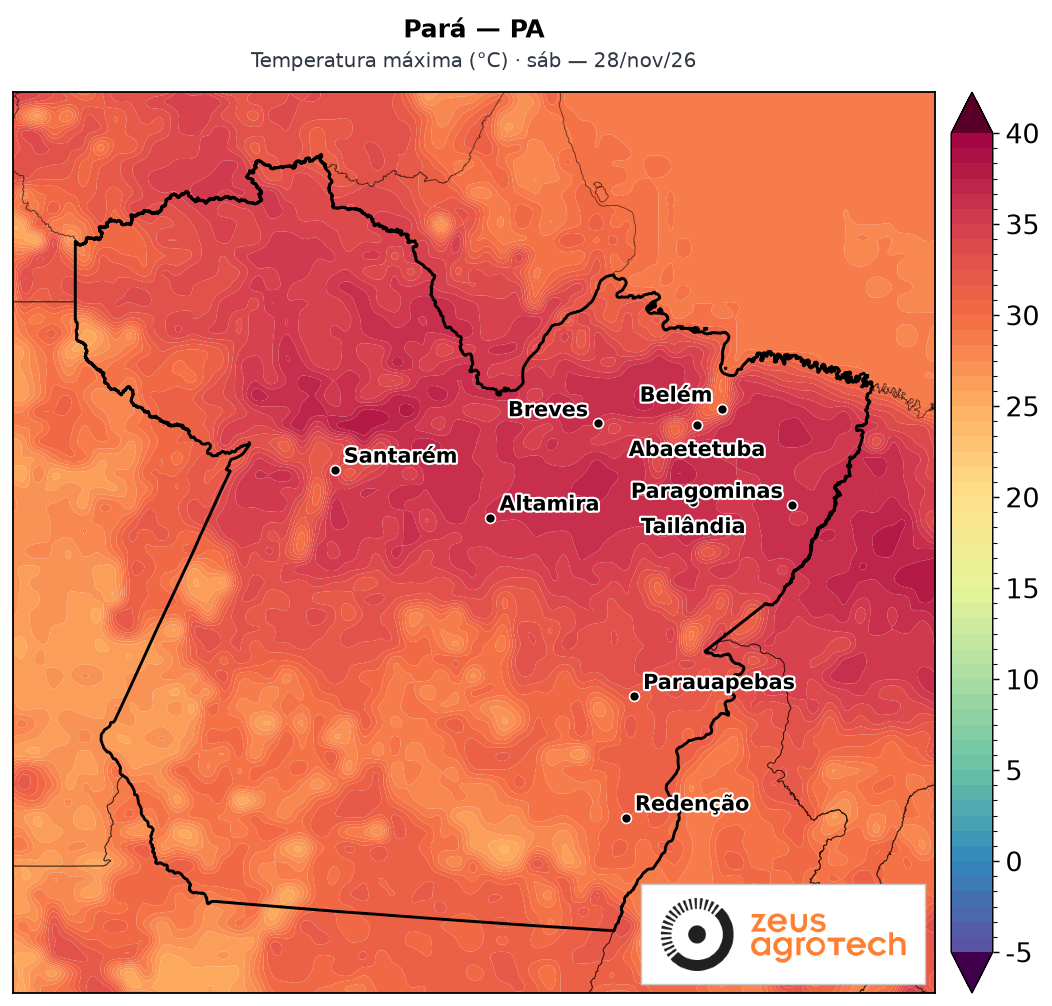 Pará — PA
Temperatura máxima (°C) · sáb — 28/nov/26
Belém
Breves
Abaetetuba
Santarém
Paragominas
Altamira
Tailândia
Parauapebas
Redenção
40
35
30
25
20
15
10
5
0
-5
zeus
agrotech